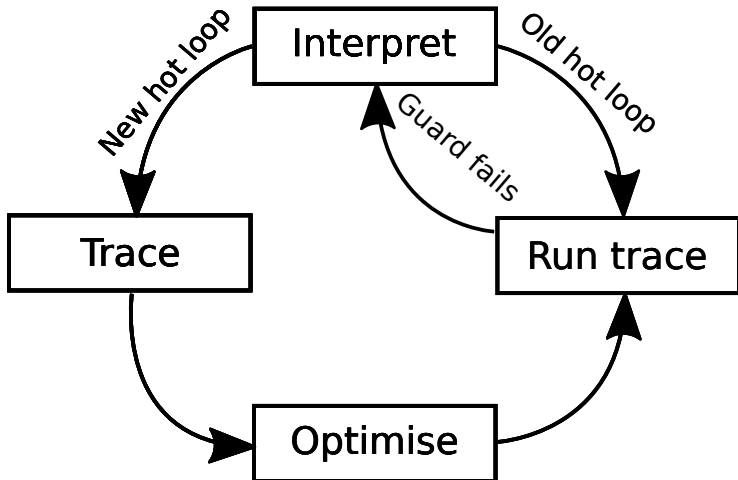 Interpret
New hot loop
Old hot loop
Guard fails
Trace
Run trace
Optimise